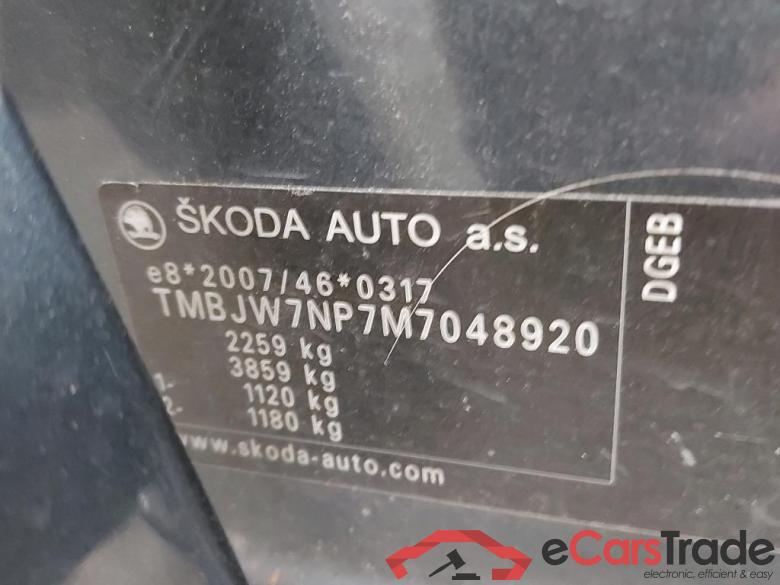 ŠKODA AUTO a.s.
e8*2007/46*0317
TMBJW7NP7M7048920
2259 kg
3859 kg
1- 1120 kg
2- 1180 kg
www.skoda-auto.com
DGEB
eCarsTrade
electronic, efficient & easy